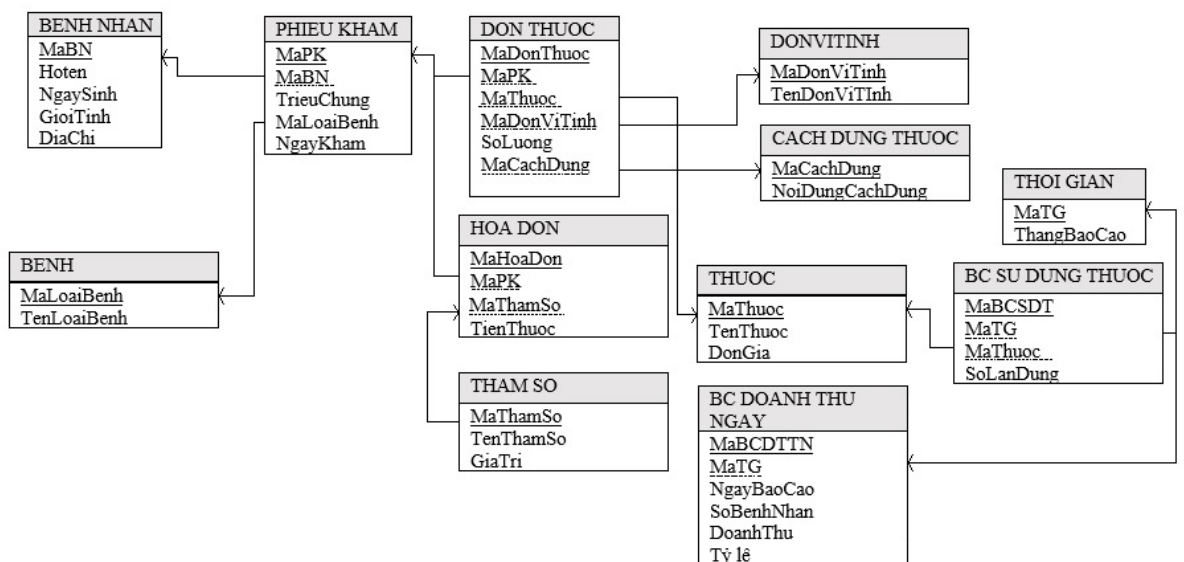 BENH NHAN
MaBN
Hoten
NgaySinh
GioiTinh
DiaChi
PHIEU KHAM
MaPK
MaBN
TrieuChung
MaLoaiBenh
NgayKham
DON THUOC
MaDonThuoc
MaPK
MaThuoc
MaDonViTinh
SoLuong
MaCachDung
DONVITINH
MaDonViTinh
TenDonViTInh
CACH DUNG THUOC
MaCachDung
NoiDungCachDung
THOI GIAN
MaTG
ThangBaoCao
BENH
MaLoaiBenh
TenLoaiBenh
HOA DON
MaHoaDon
MaPK
MaThamSo
TienThuoc
THUOC
MaThuoc
TenThuoc
DonGia
BC SU DUNG THUOC
MaBCSDT
MaTG
MaThuoc
SoLanDung
THAM SO
MaThamSo
TenThamSo
GiaTri
BC DOANH THU
NGAY
MaBCDTTN
MaTG
NgayBaoCao
SoBenhNhan
DoanhThu
Tỷ lệ